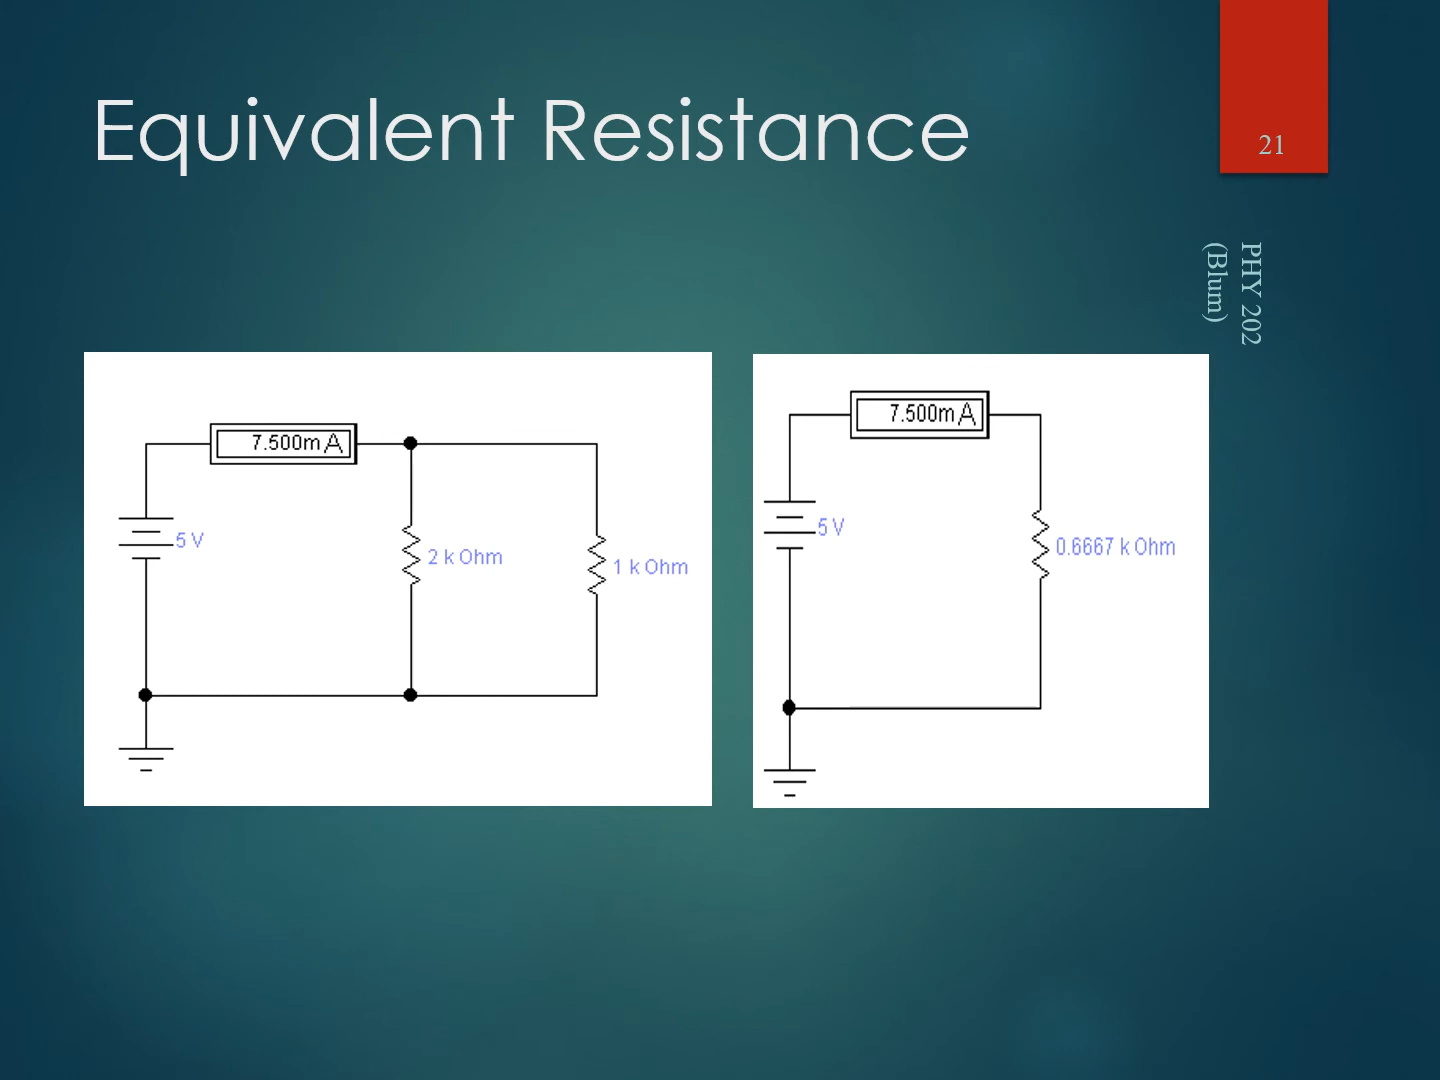 Equivalent Resistance
21
PHY 202
(Blum)
7.500mA
5 V
2 k Ohm
1 k Ohm
7.500mA
5 V
0.6667 k Ohm